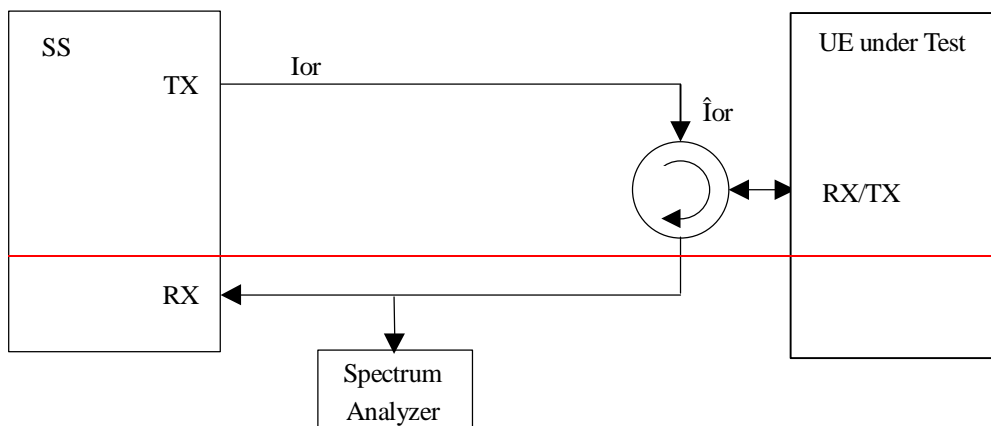 SS
UE under Test
TX
Ior
Îor
RX/TX
RX
Spectrum
Analyzer